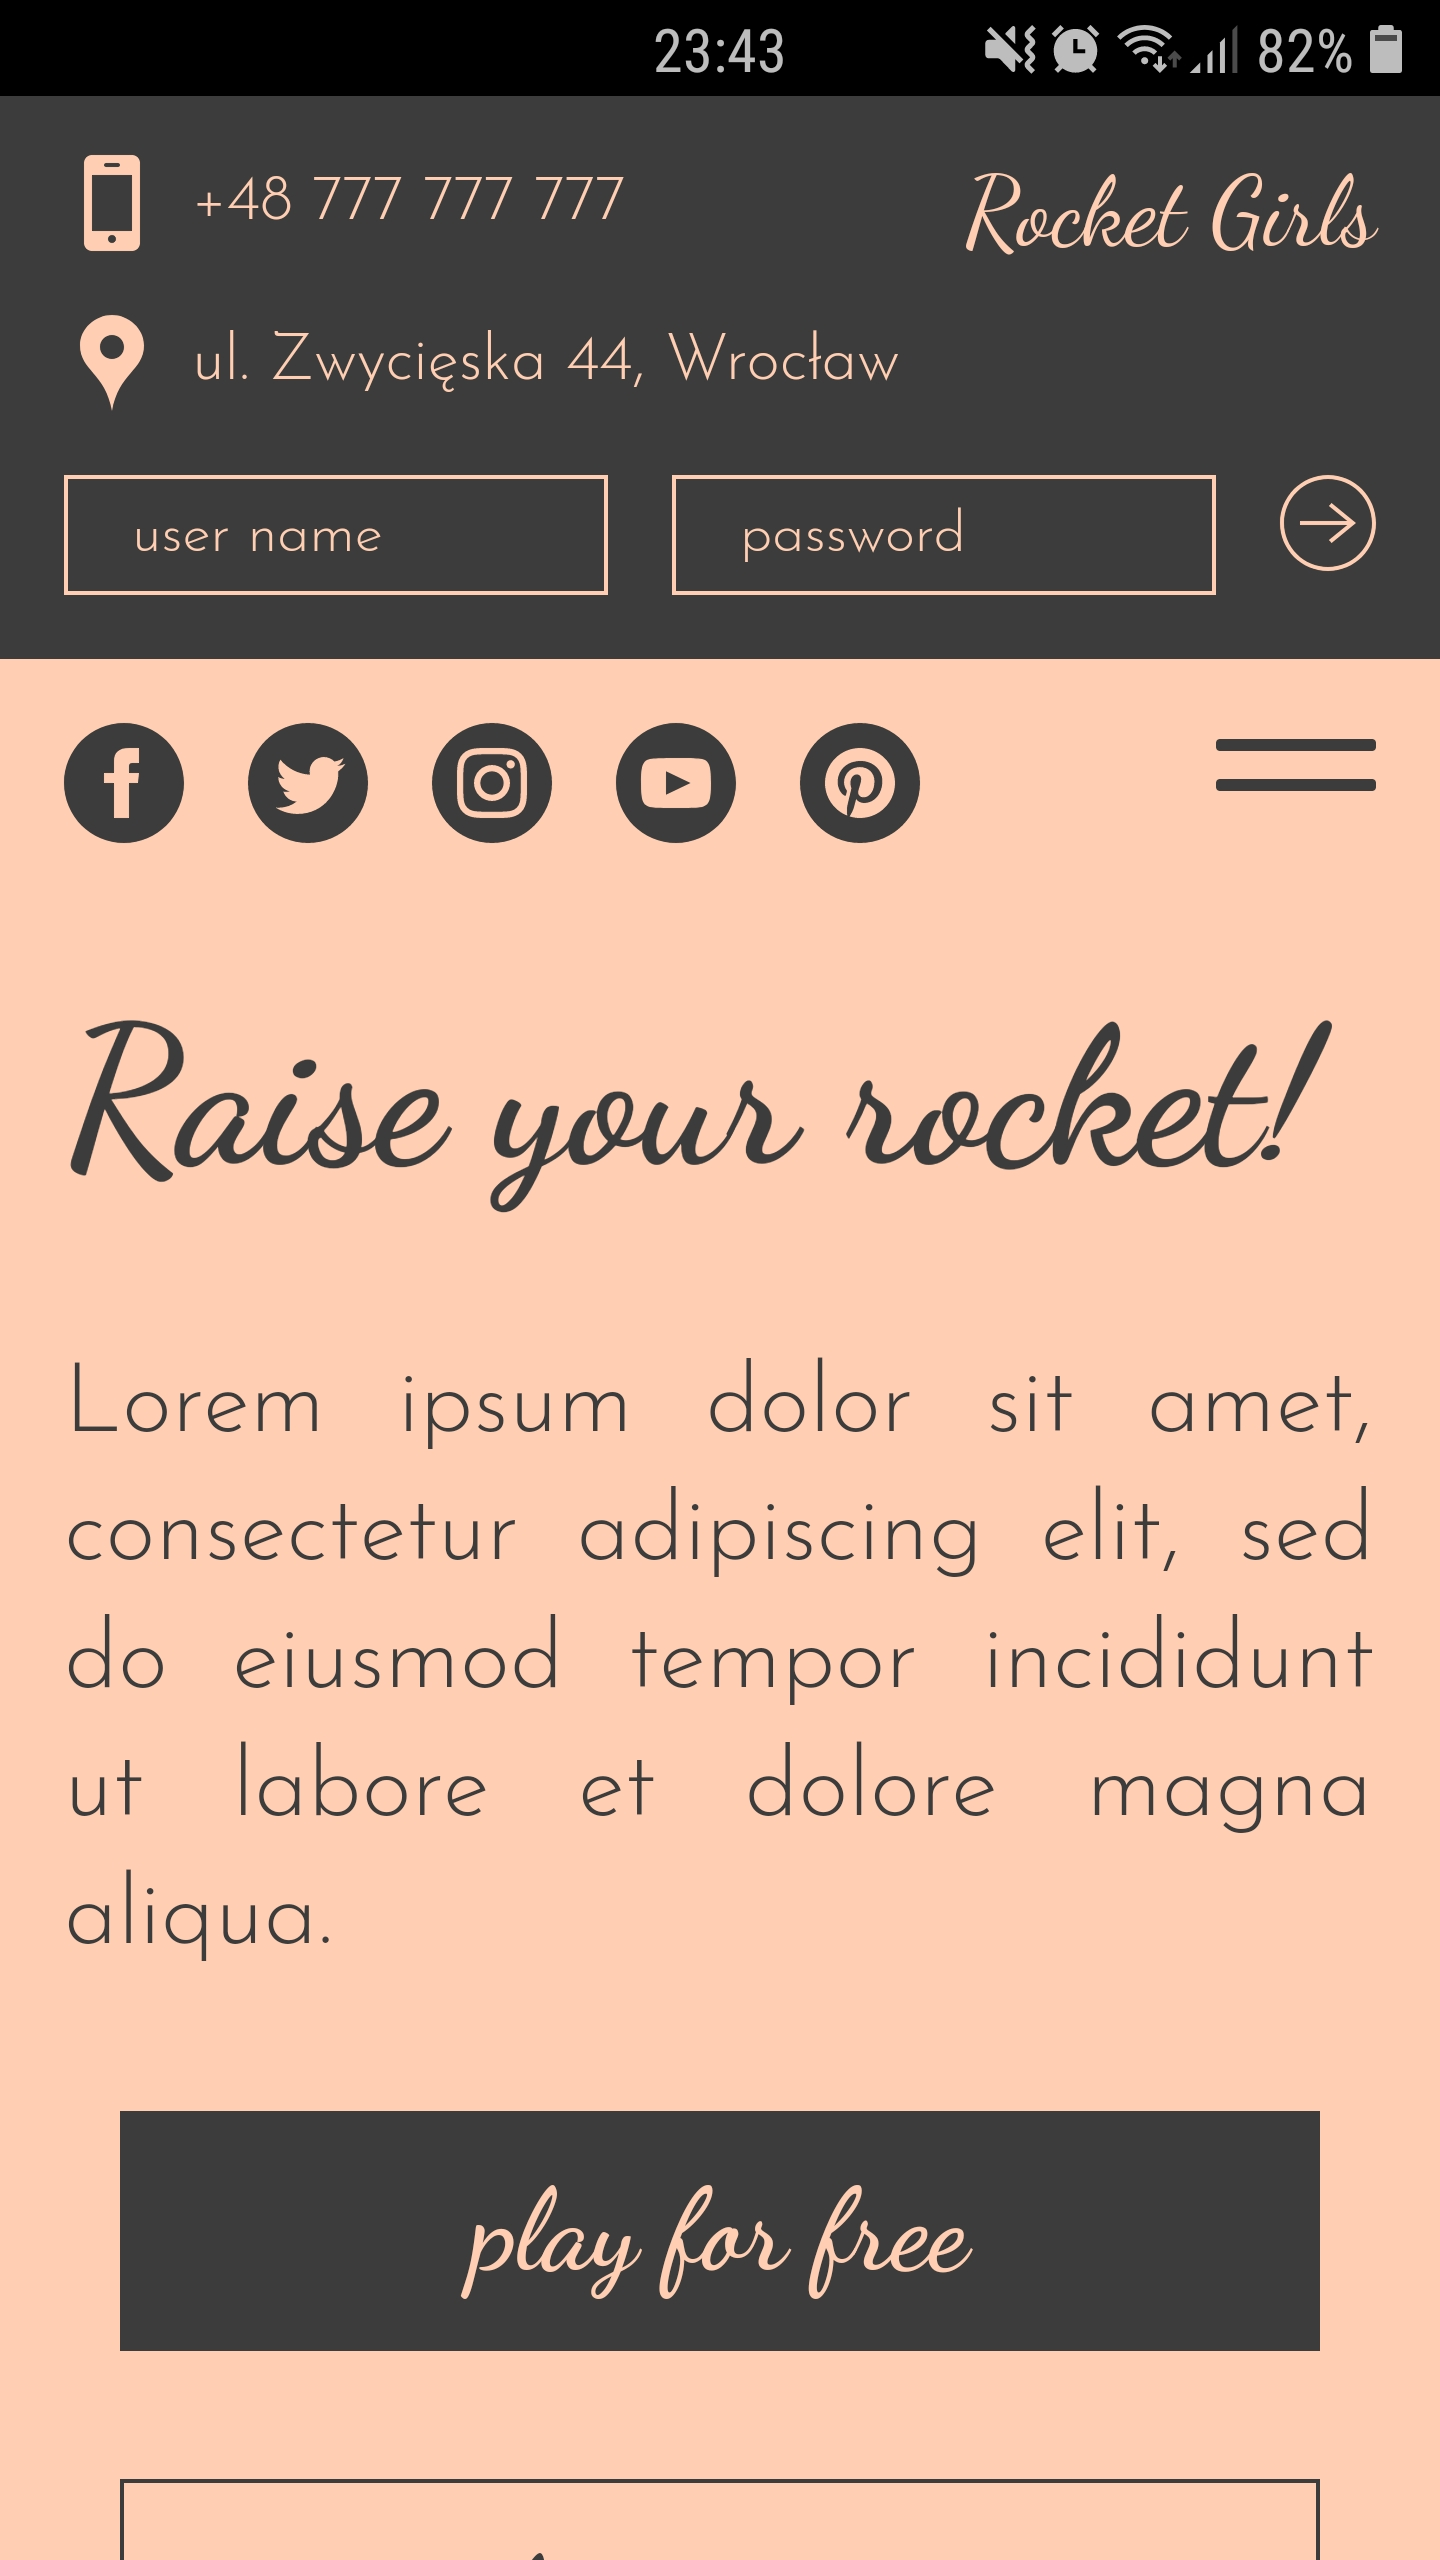 23:43 82%
+48 777 777 777 Rocket Girls
ul. Zwycięska 44, Wrocław
user name password
Raise your rocket!
Lorem ipsum dolor sit amet,
consectetur adipiscing elit, sed
do eiusmod tempor incididunt
ut labore et dolore magna
aliqua.
play for free